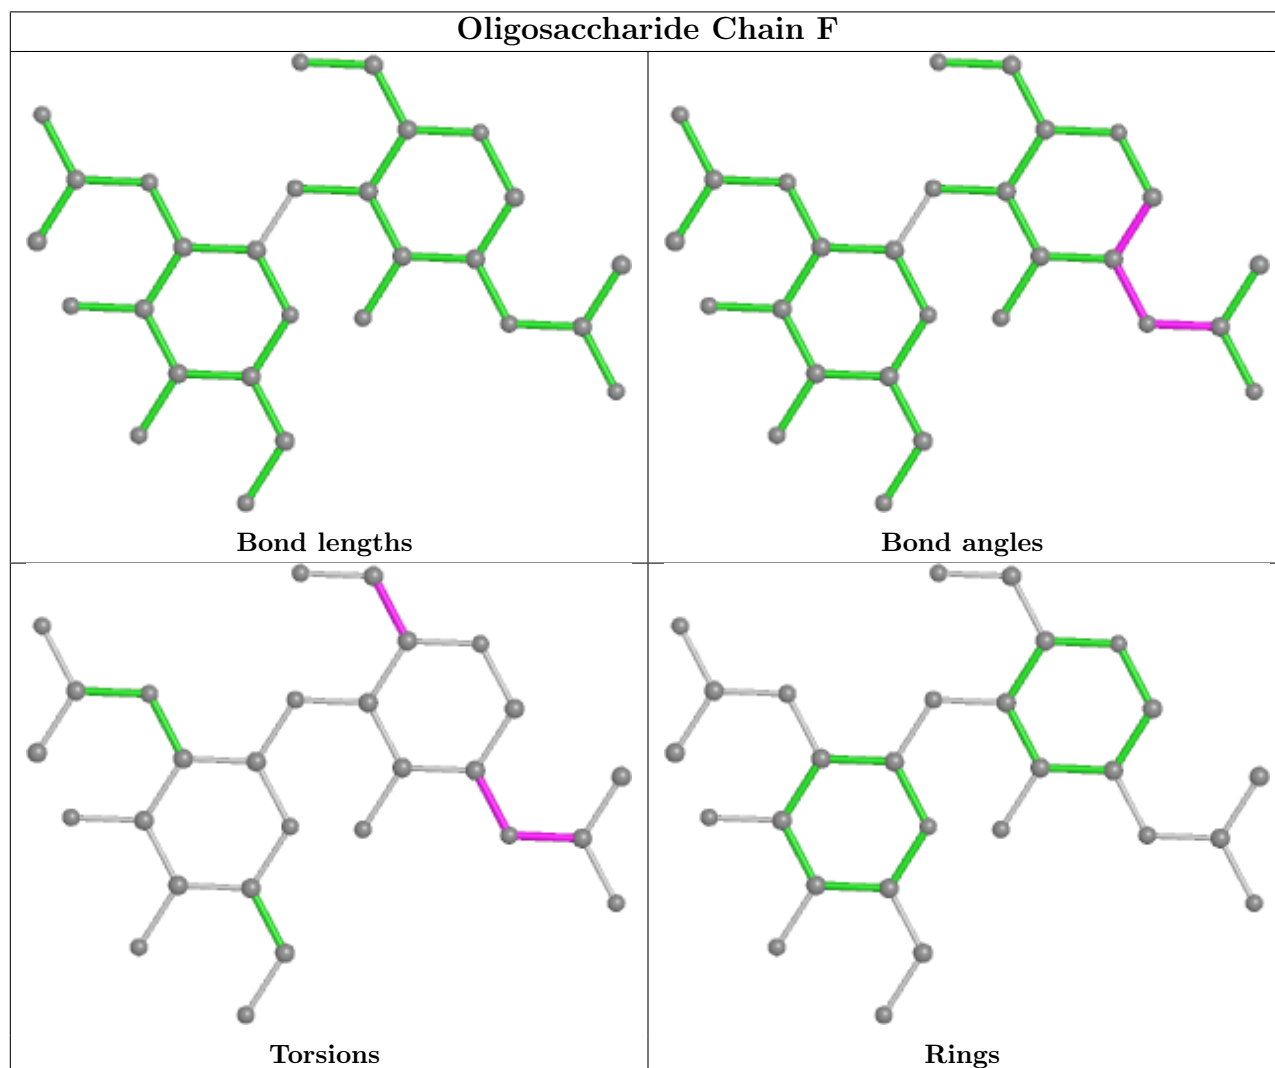 Oligosaccharide Chain F
Bond lengths
Bond angles
Torsions
Rings